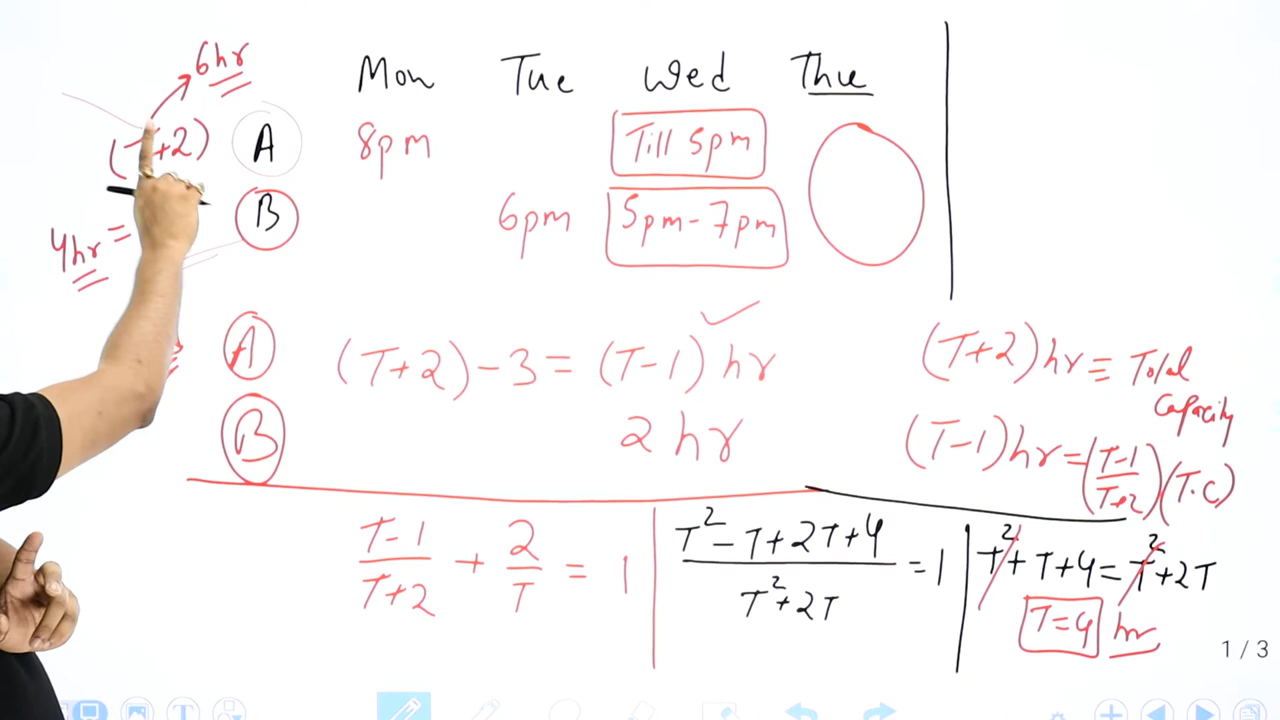 6hr
Mon Tue Wed Thu
(T+2) A 8pm Till 5pm
B 6pm 5pm-7pm
4hr =
A (T+2)-3 = (T-1) hr
B 2 hr
(T+2)hr = Total Capacity
(T-1)hr = (T-1/T+2)(T.C)
T-1/T+2 + 2/T = 1
T²-T+2T+4/T²+2T = 1
T²+T+4=T²+2T
T=4 hr
1/3